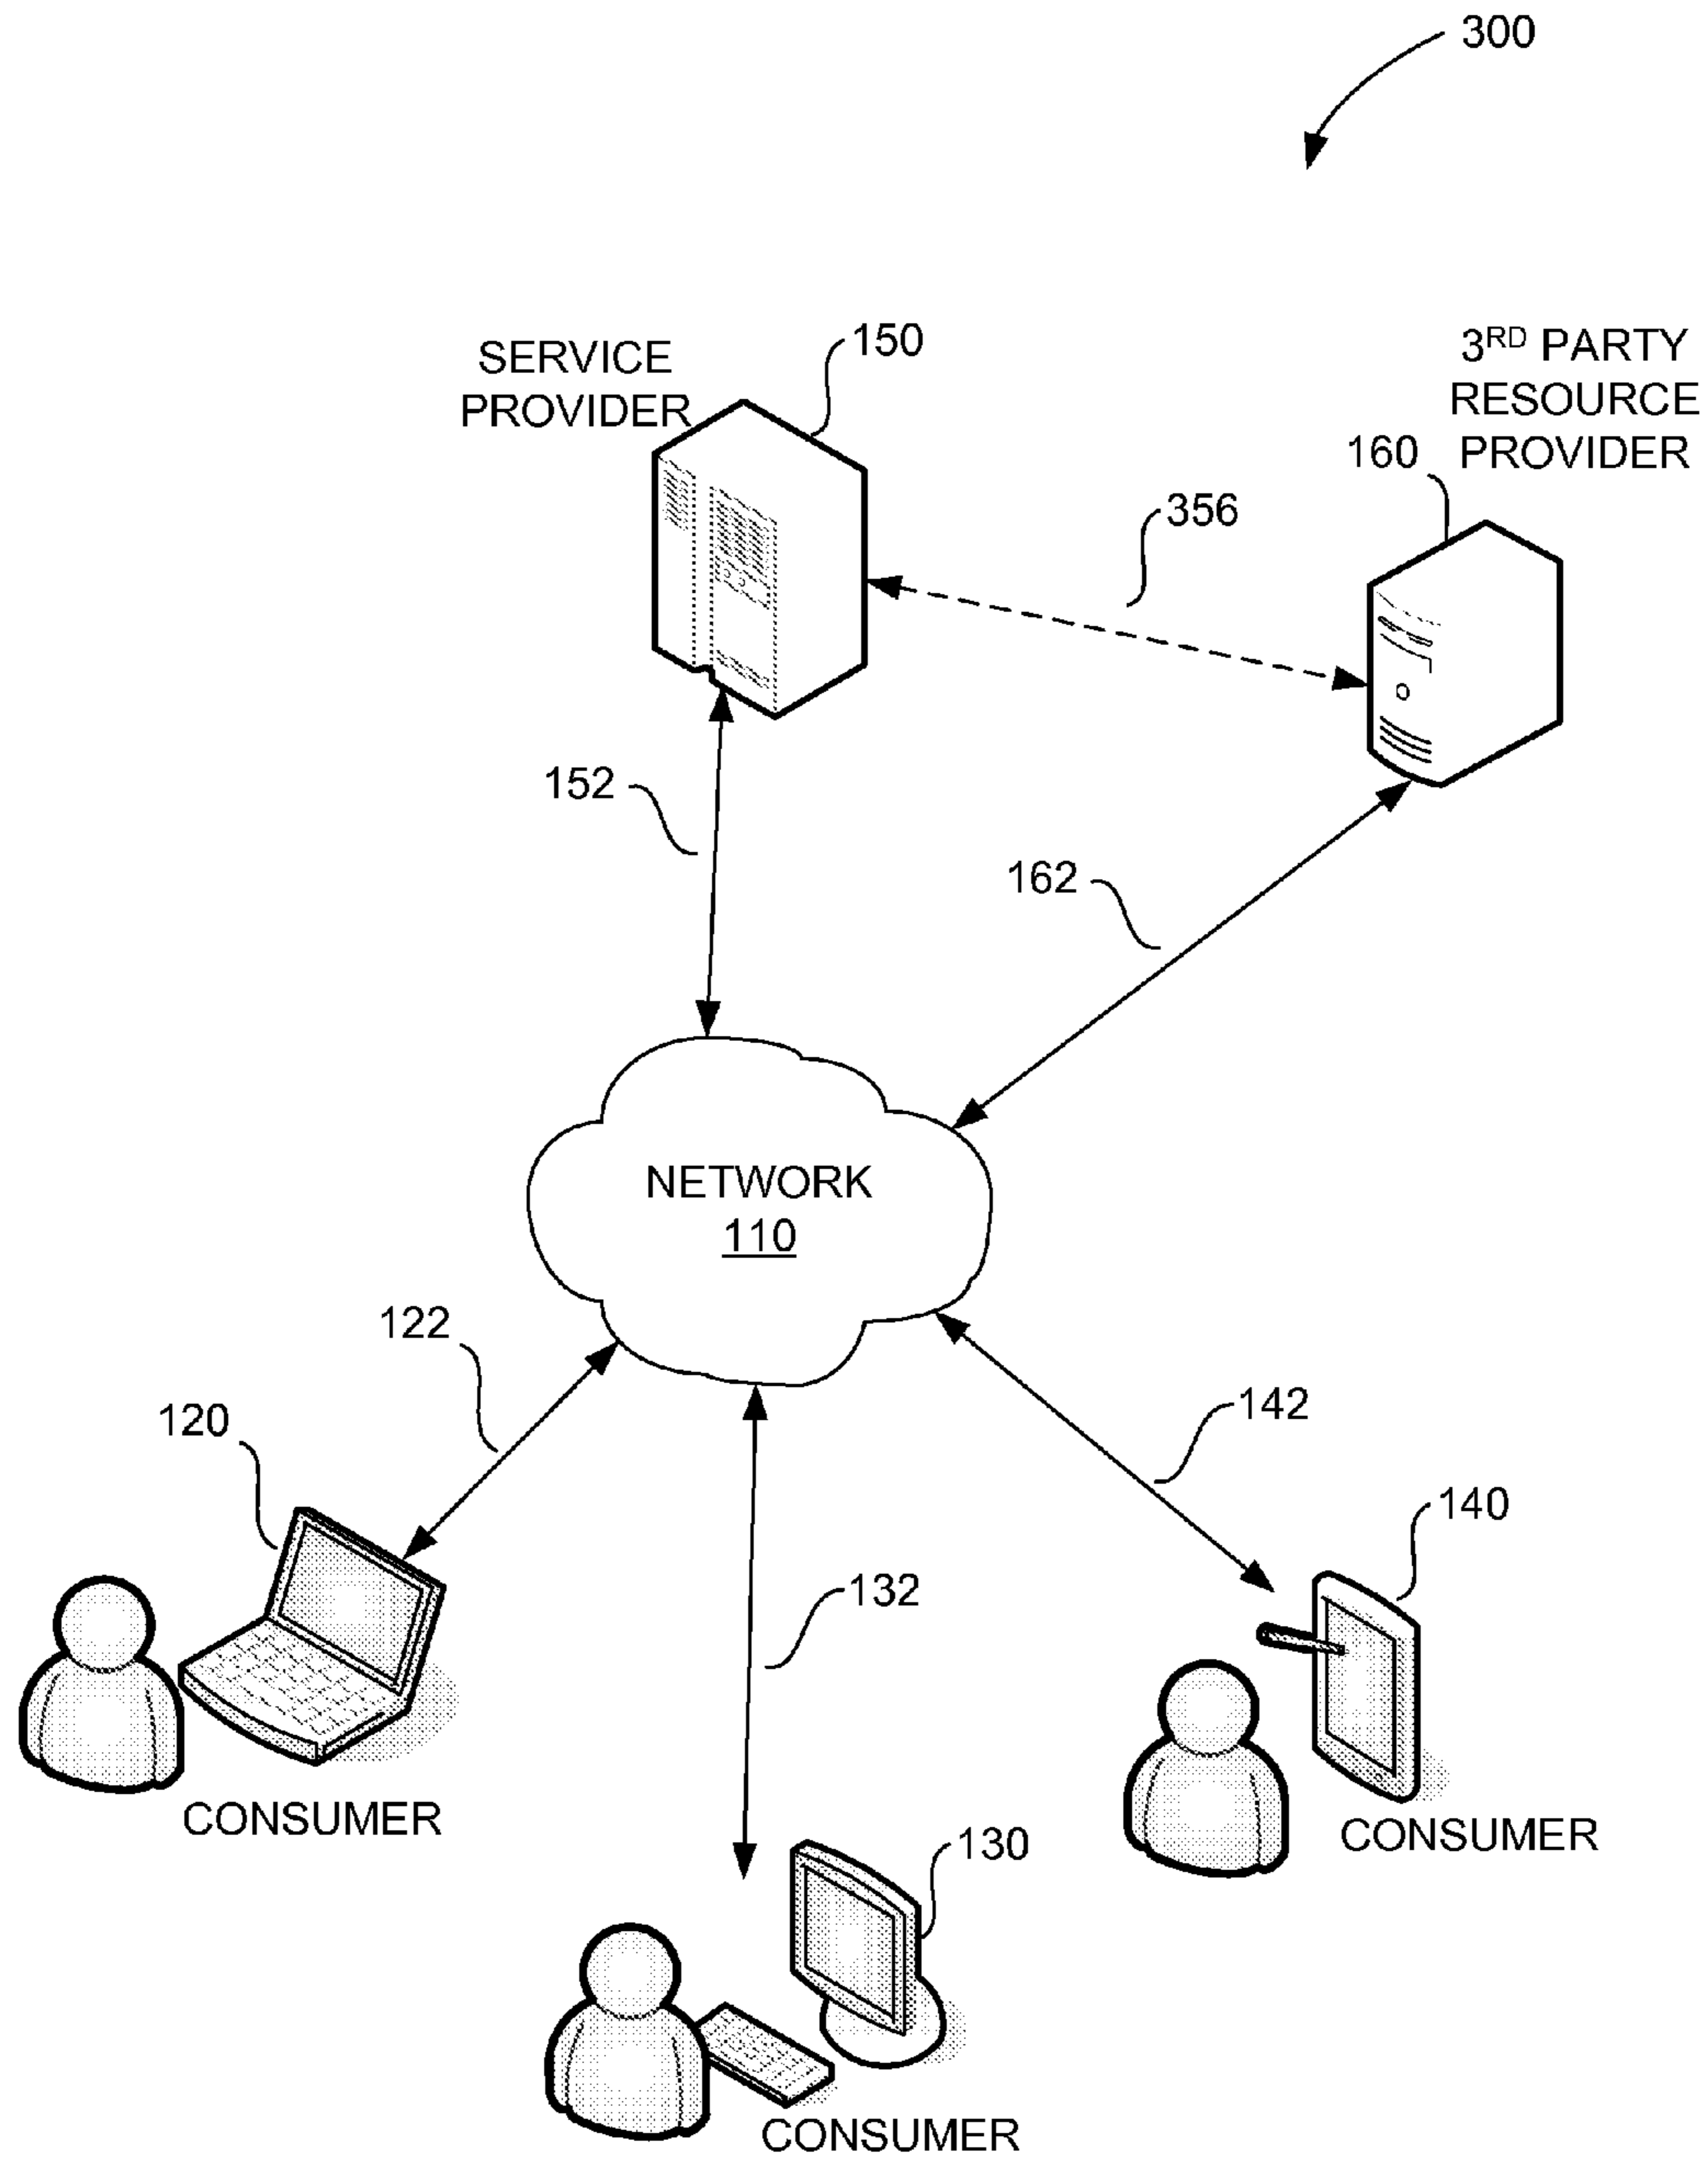 300
150
SERVICE
PROVIDER
3RD PARTY
RESOURCE
PROVIDER
160
356
152
162
NETWORK
110
122
120
142
140
132
CONSUMER
130
CONSUMER
CONSUMER